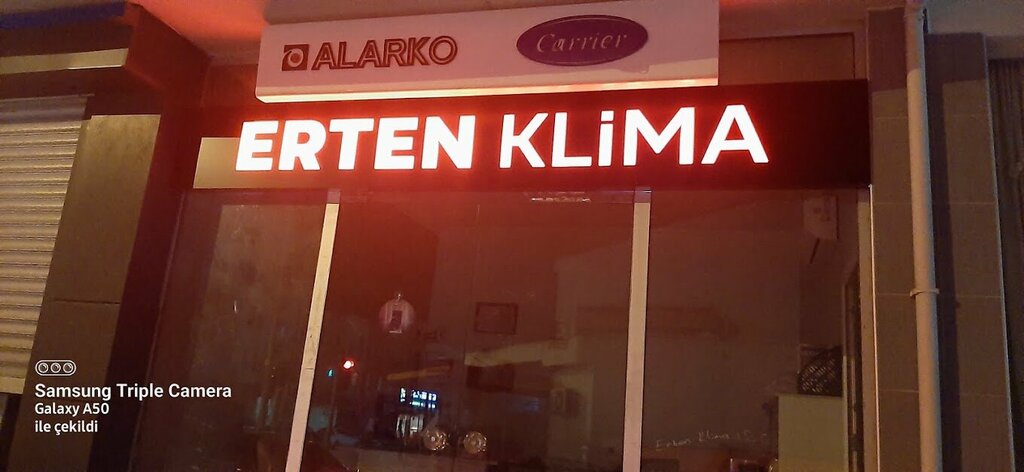 ALARKO
Carrier
ERTEN KLiMA
Samsung Triple Camera
Galaxy A50
ile çekildi